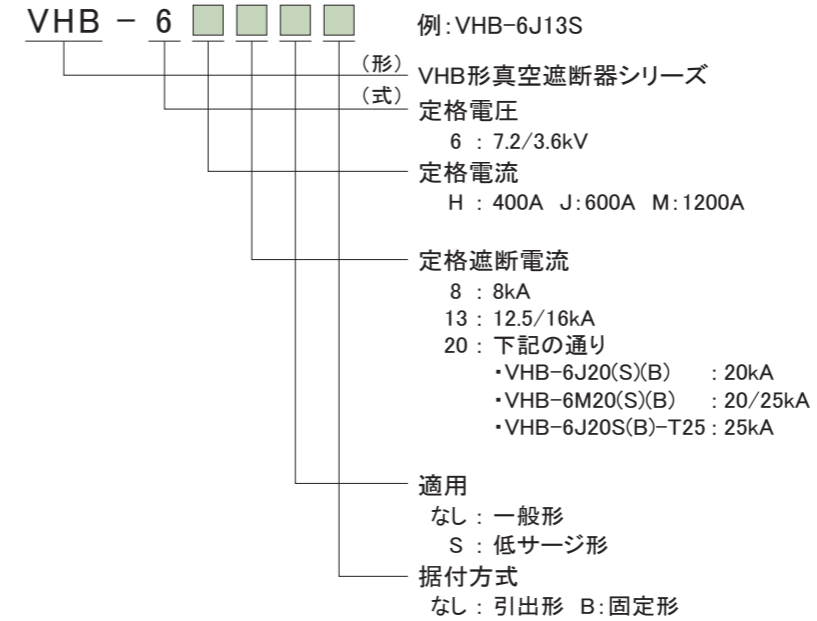 VHB-6□□□□ 例:VHB-6J13S
(形) VHB形真空遮断器シリーズ
(式) 定格電圧
6 : 7.2/3.6kV
定格電流
H : 400A J:600A M:1200A
定格遮断電流
8 : 8kA
13 : 12.5/16kA
20 : 下記の通り
・VHB-6J20(S)(B) : 20kA
・VHB-6M20(S)(B) : 20/25kA
・VHB-6J20S(B)-T25 : 25kA
適用
なし : 一般形
S : 低サージ形
据付方式
なし : 引出形 B:固定形